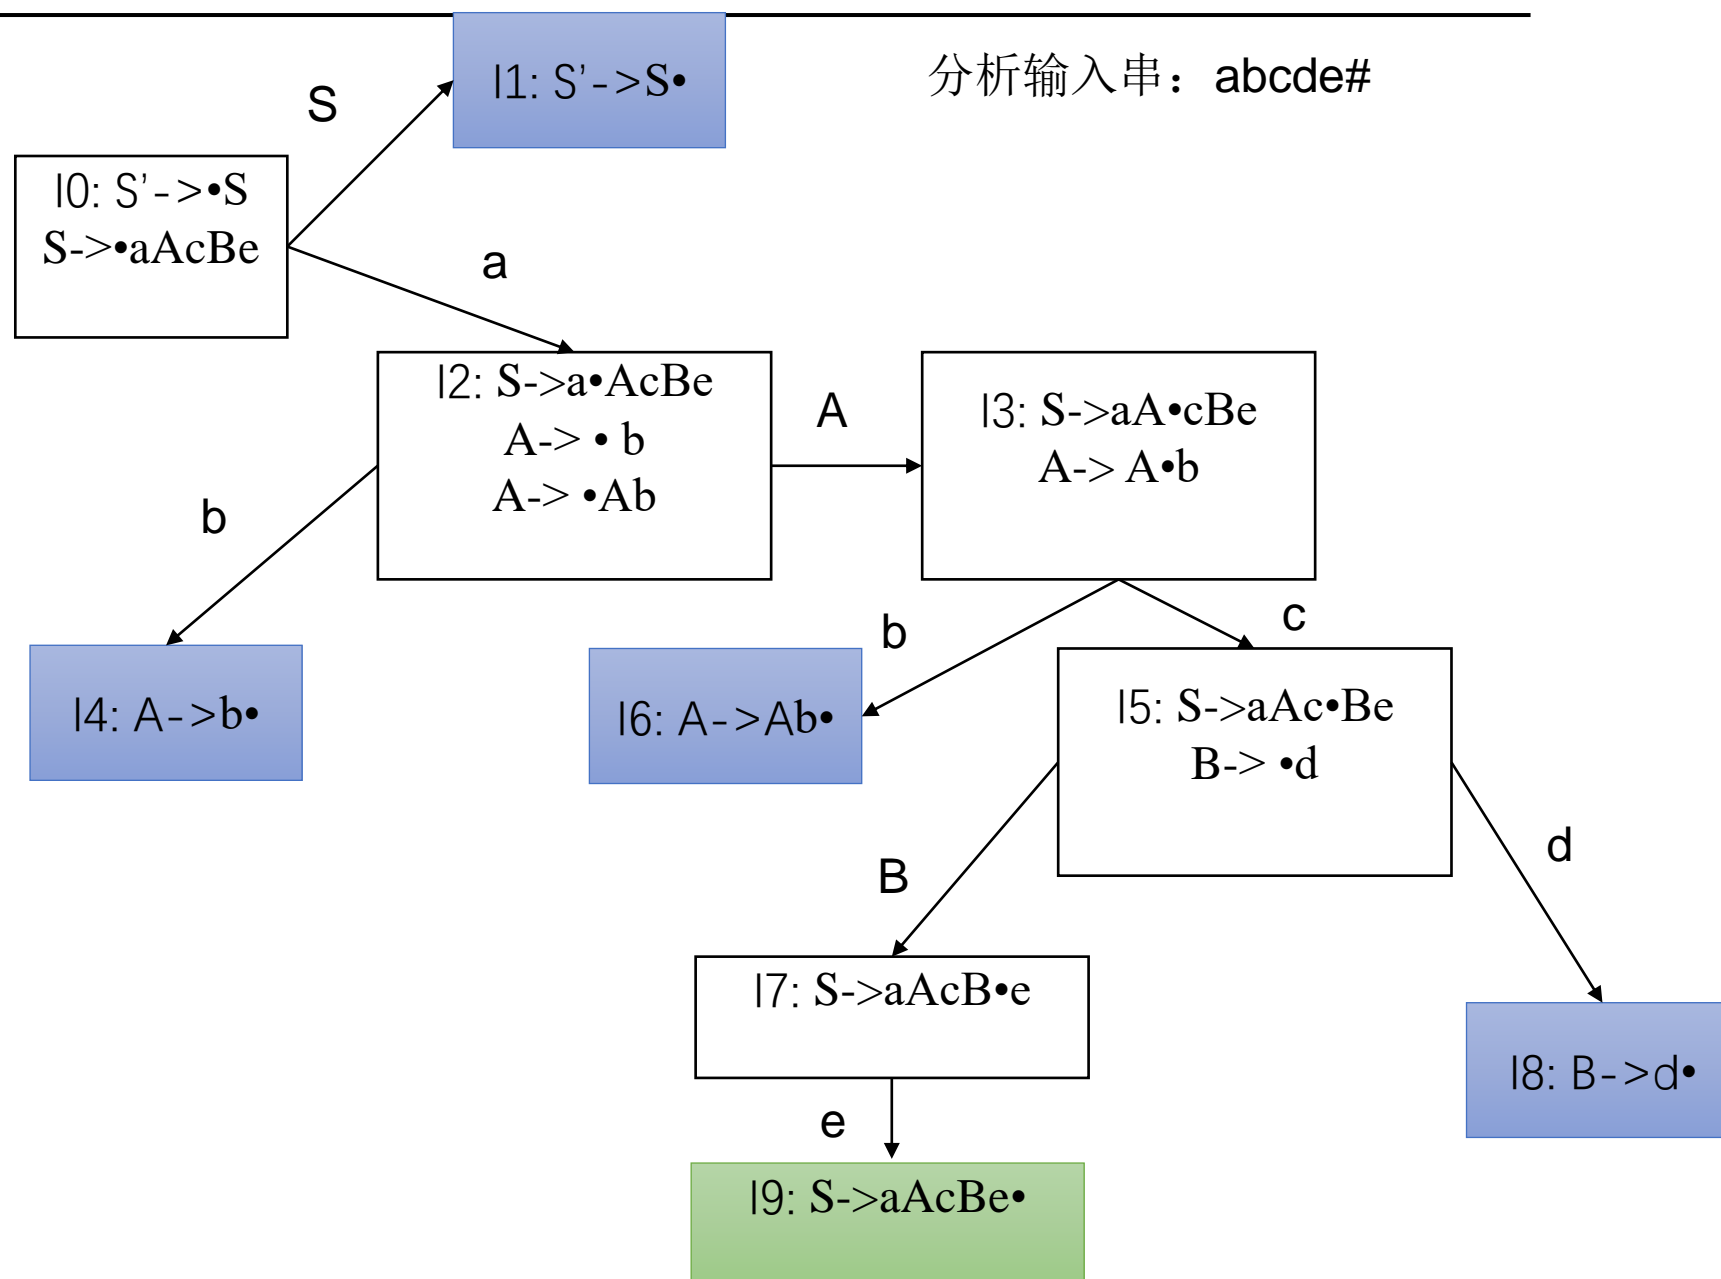 I1: S’->S•
分析输入串：abcde#
S
I0: S’->•S
S->•aAcBe
a
I2: S->a•AcBe
A-> • b
A-> •Ab
A
I3: S->aA•cBe
A-> A•b
b
b
c
I4: A->b•
I6: A->Ab•
I5: S->aAc•Be
B-> •d
B
d
I7: S->aAcB•e
I8: B->d•
e
I9: S->aAcBe•